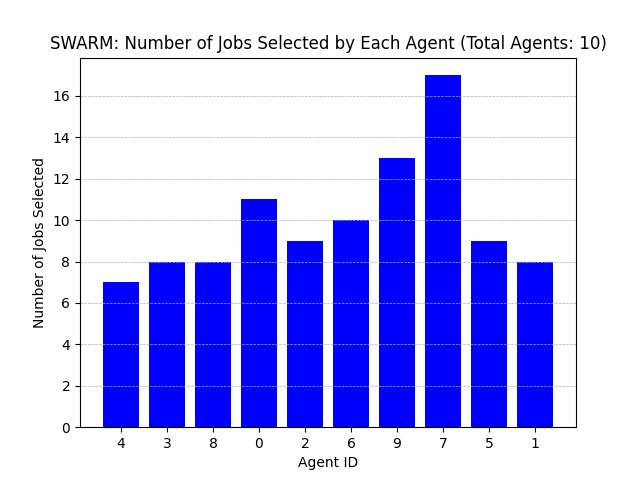 SWARM: Number of Jobs Selected by Each Agent (Total Agents: 10)
Number of Jobs Selected
16
14
12
10
8
6
4
2
0
4 3 8 0 2 6 9 7 5 1
Agent ID